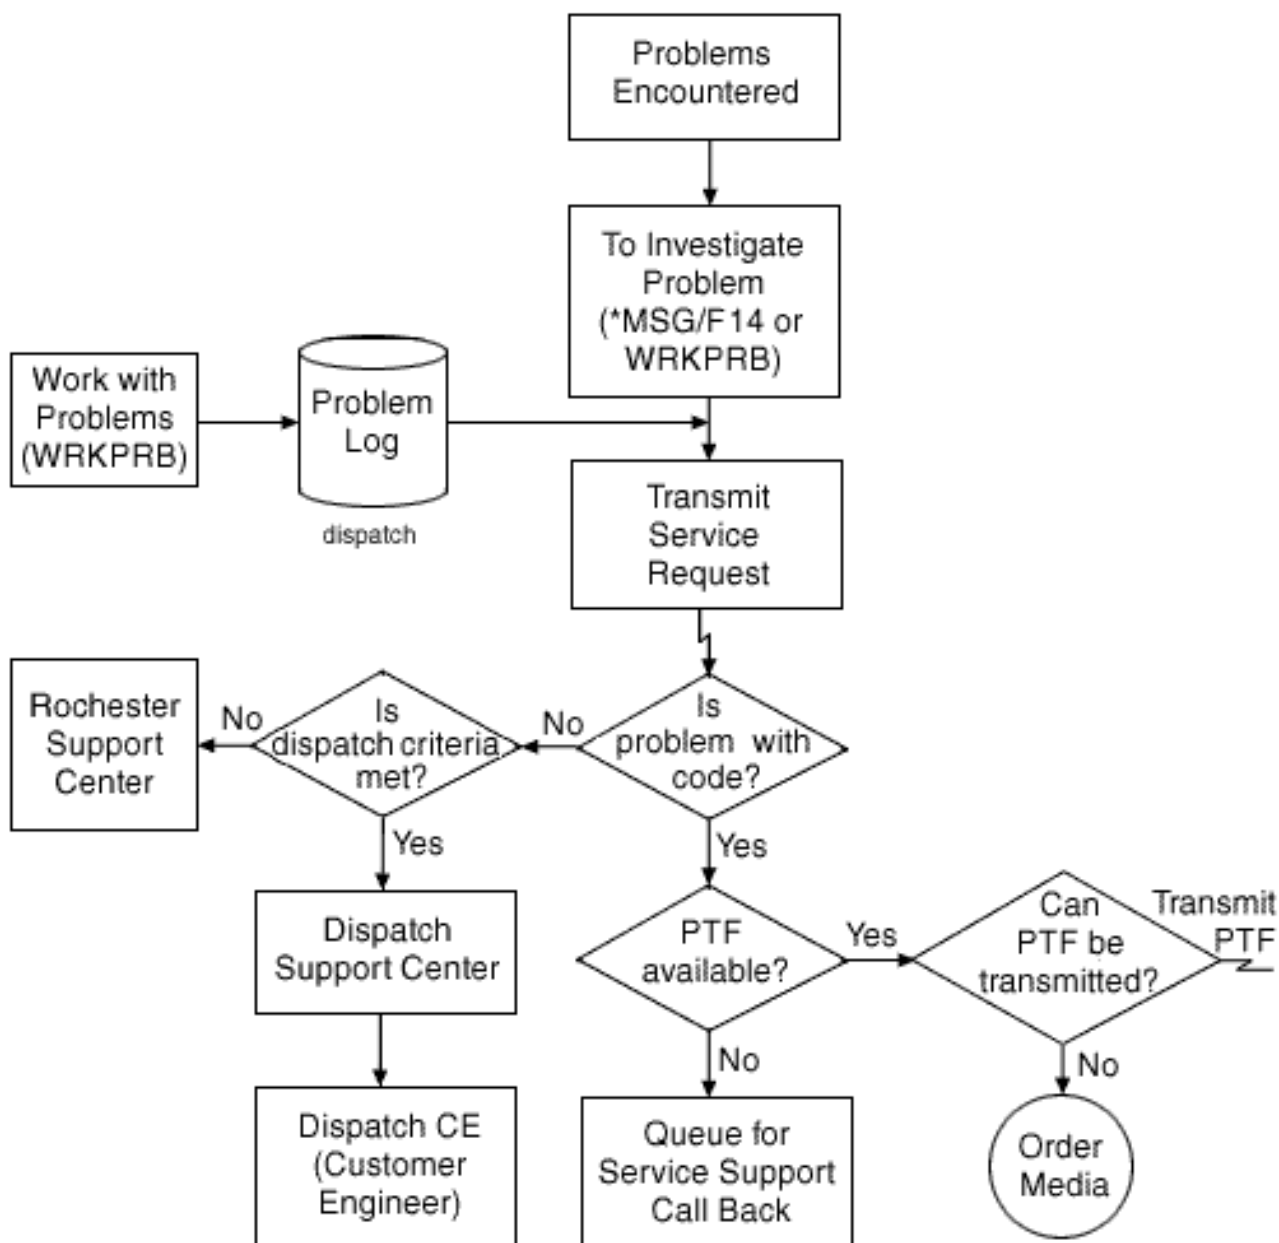 Problems
Encountered
To Investigate
Problem
(*MSG/F14 or
WRKPRB)
Work with
Problems
(WRKPRB)
Problem
Log
dispatch
Transmit
Service
Request
Rochester
Support
Center
No
Is
dispatch criteria
met?
No
Is
problem with
code?
Yes
Yes
Dispatch
Support Center
PTF
available?
Yes
Can
PTF be
transmitted?
Transmit
PTF
No
No
Dispatch CE
(Customer
Engineer)
Queue for
Service Support
Call Back
Order
Media